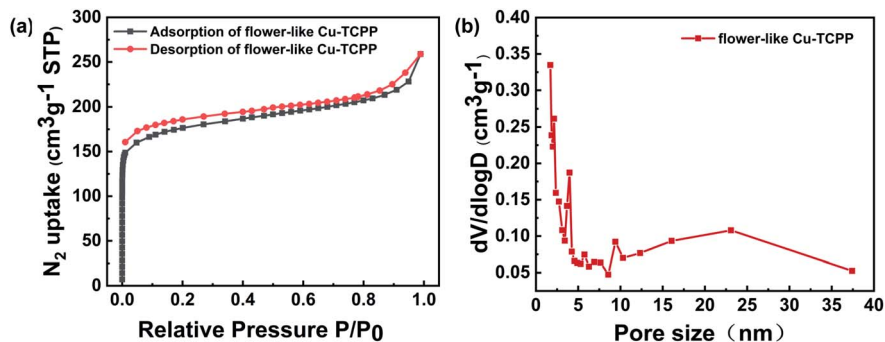 (a)
Adsorption of flower-like Cu-TCPP
Desorption of flower-like Cu-TCPP
N2 uptake (cm3g-1 STP)
300
250
200
150
100
50
0
0.0 0.2 0.4 0.6 0.8 1.0
Relative Pressure P/P0
(b)
flower-like Cu-TCPP
dV/dlogD (cm3g-1)
0.40
0.35
0.30
0.25
0.20
0.15
0.10
0.05
0 5 10 15 20 25 30 35 40
Pore size（nm）